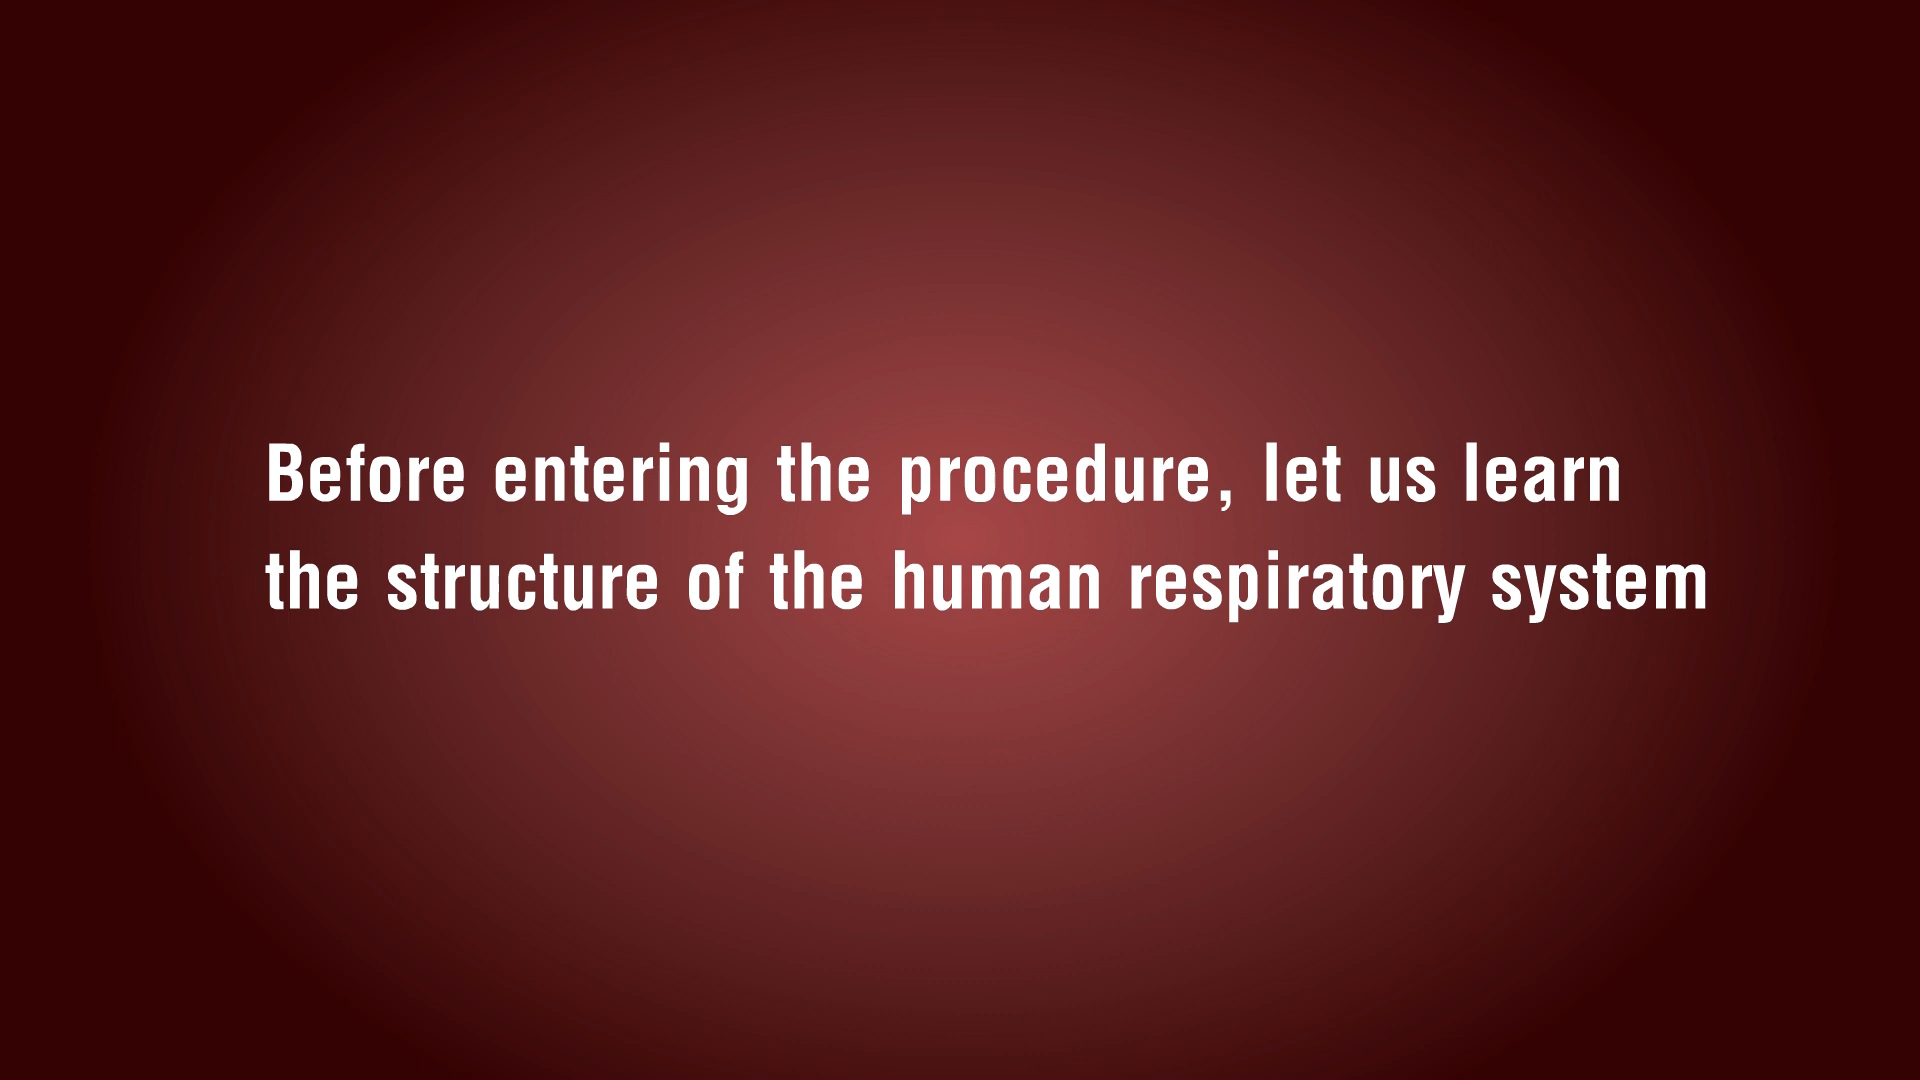 Before entering the procedure, let us learn
the structure of the human respiratory system